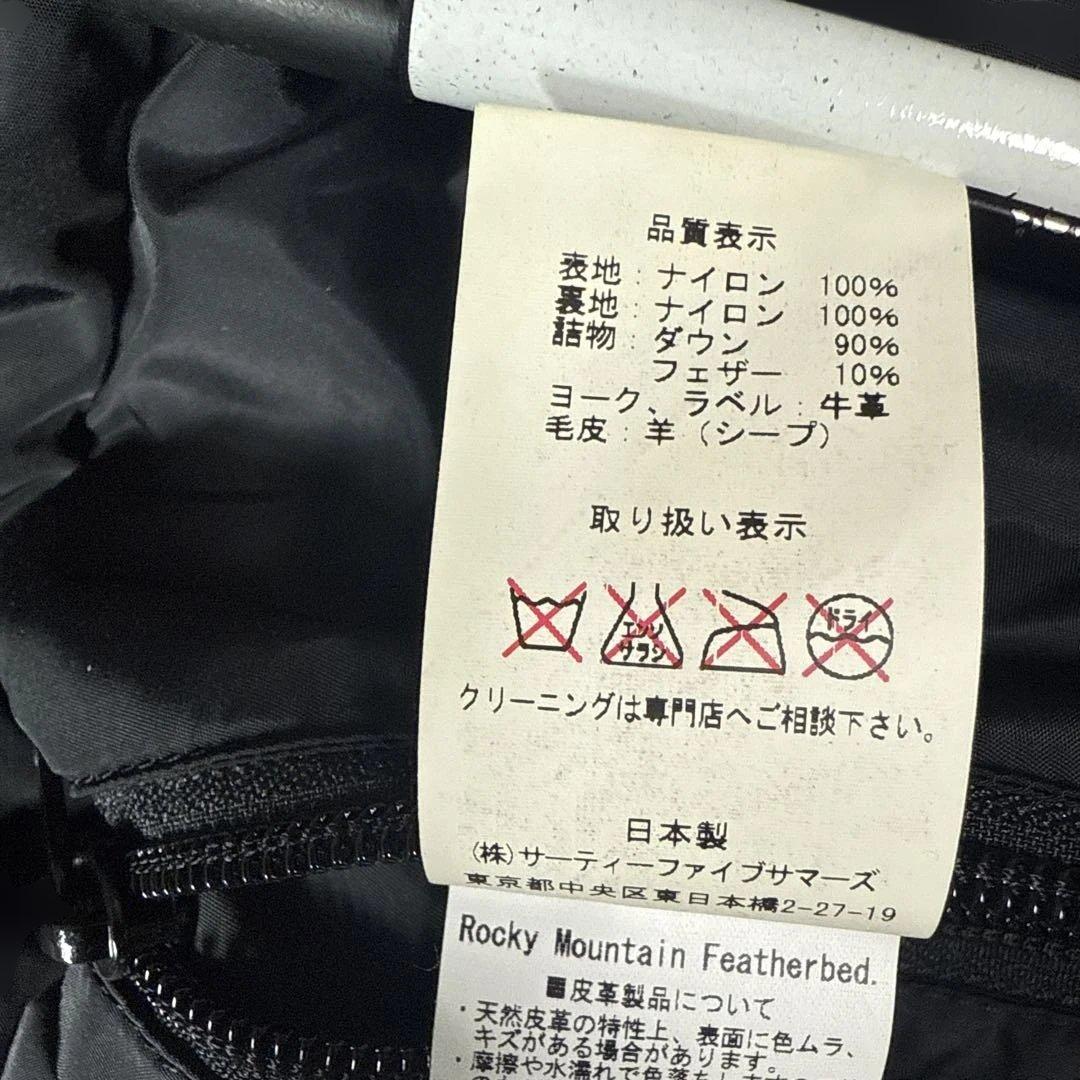 品質表示
表地：ナイロン 100%
裏地：ナイロン 100%
詰物：ダウン 90%
フェザー 10%
ヨーク、ラベル：牛革
毛皮：羊（シープ）
取り扱い表示
エンソ
サラシ
ドライ
クリーニングは専門店へご相談下さい。
日本製
(株)サーティーファイブサマーズ
東京都中央区東日本橋2-27-19
Rocky Mountain Featherbed.
■皮革製品について
・天然皮革の特性上、表面に色ムラ、
キズがある場合があります。
・摩擦や水濡れで色落ちし